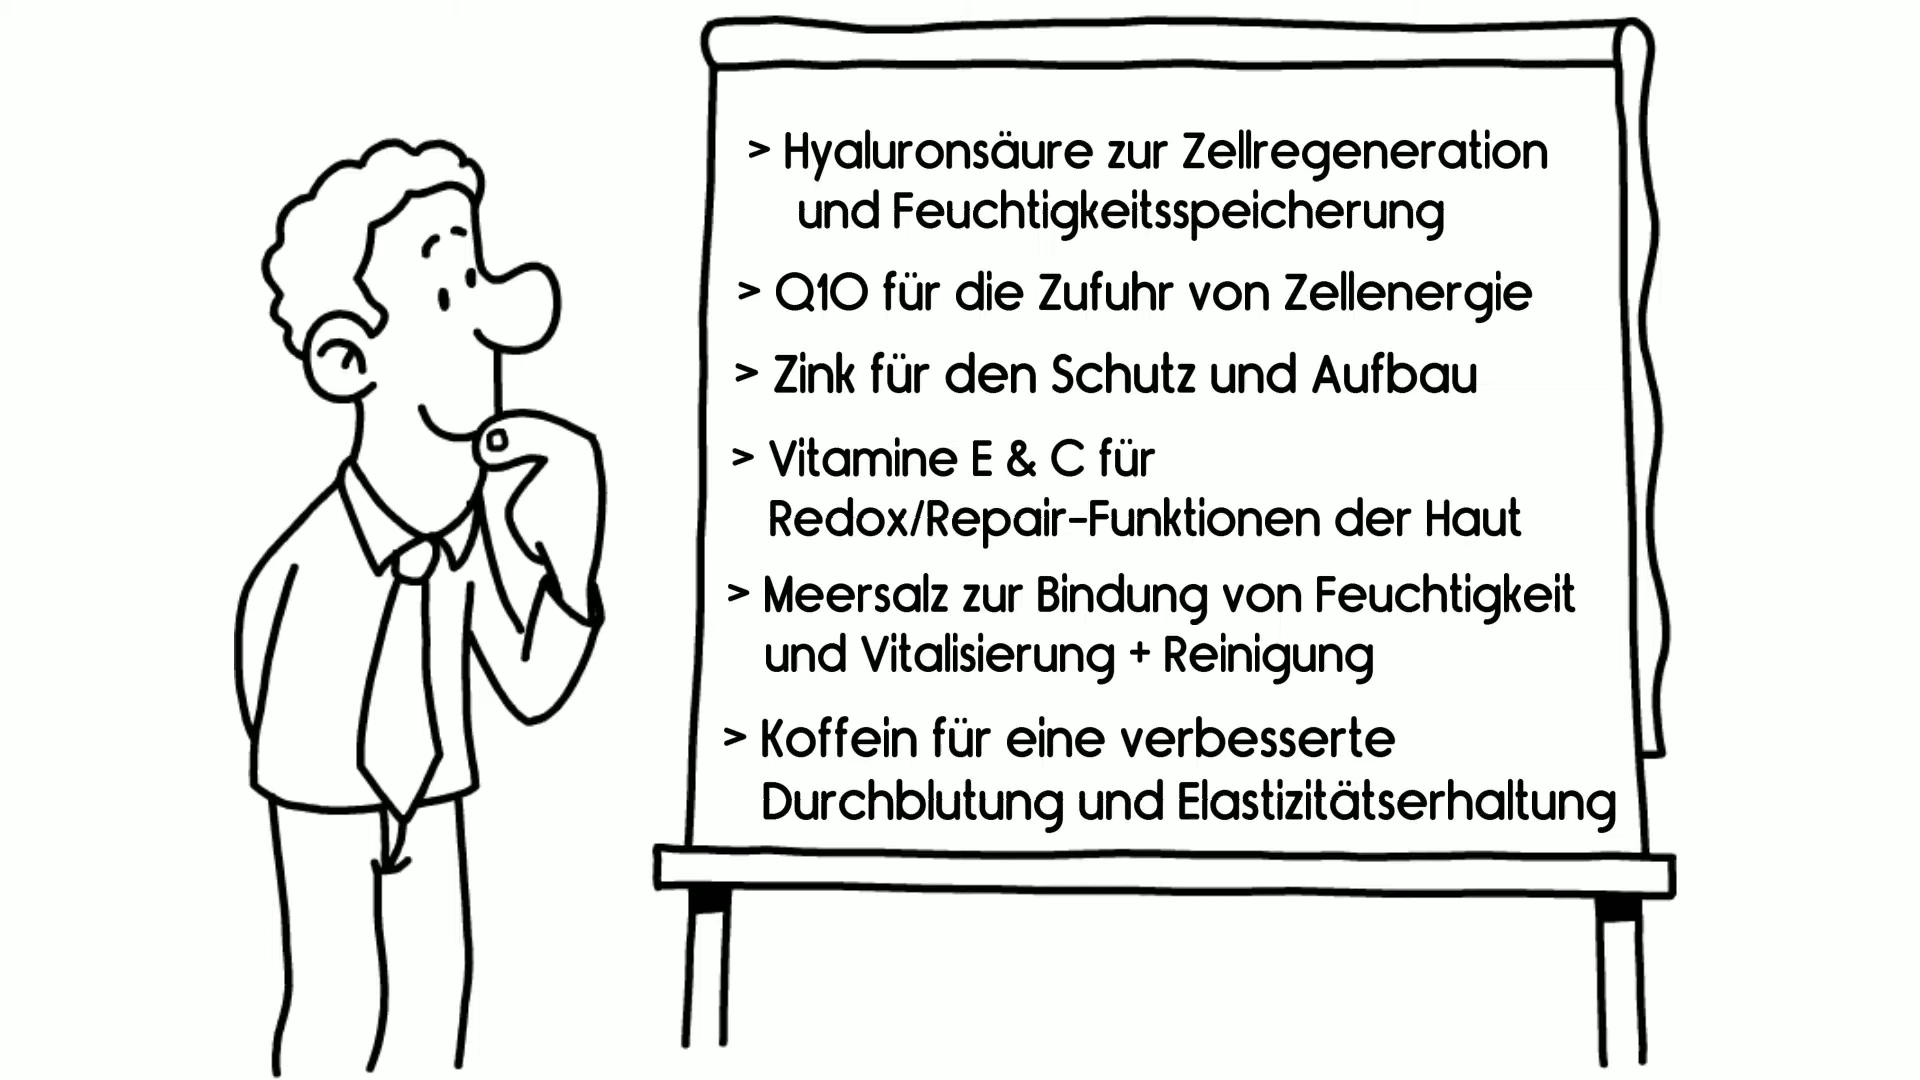 > Hyaluronsäure zur Zellregeneration
und Feuchtigkeitsspeicherung
> Q10 für die Zufuhr von Zellenergie
> Zink für den Schutz und Aufbau
> Vitamine E & C für
Redox/Repair-Funktionen der Haut
> Meersalz zur Bindung von Feuchtigkeit
und Vitalisierung + Reinigung
> Koffein für eine verbesserte
Durchblutung und Elastizitätserhaltung